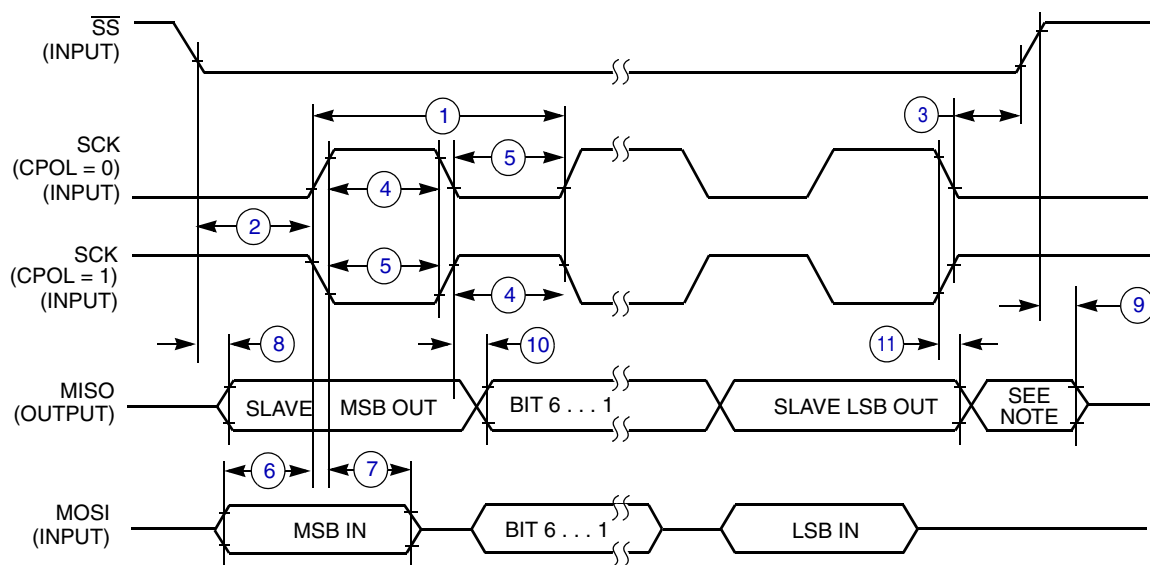 SS
(INPUT)
1
3
SCK
(CPOL = 0)
(INPUT)
5
4
2
SCK
(CPOL = 1)
(INPUT)
5
4
9
8
10
11
MISO
(OUTPUT)
SLAVE MSB OUT
BIT 6 . . . 1
SLAVE LSB OUT
SEE
NOTE
6
7
MOSI
(INPUT)
MSB IN
BIT 6 . . . 1
LSB IN